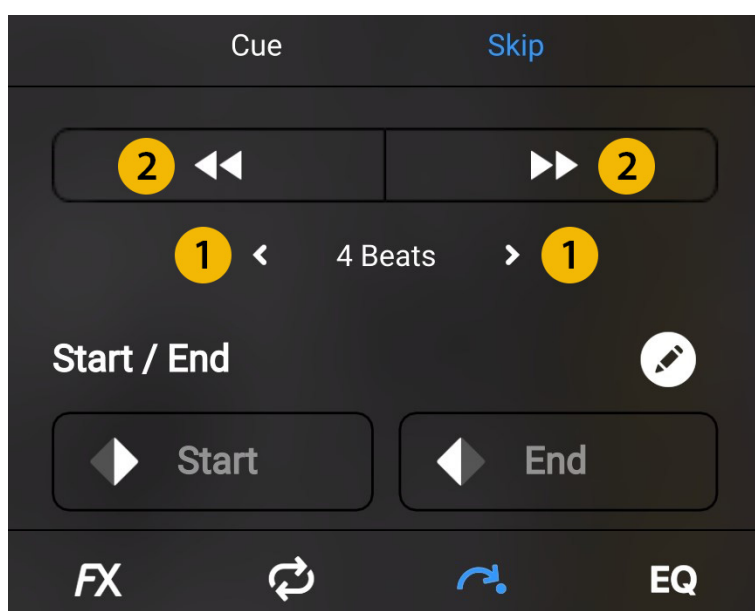 Cue Skip
2 2
1 4 Beats 1
Start / End
Start End
FX EQ